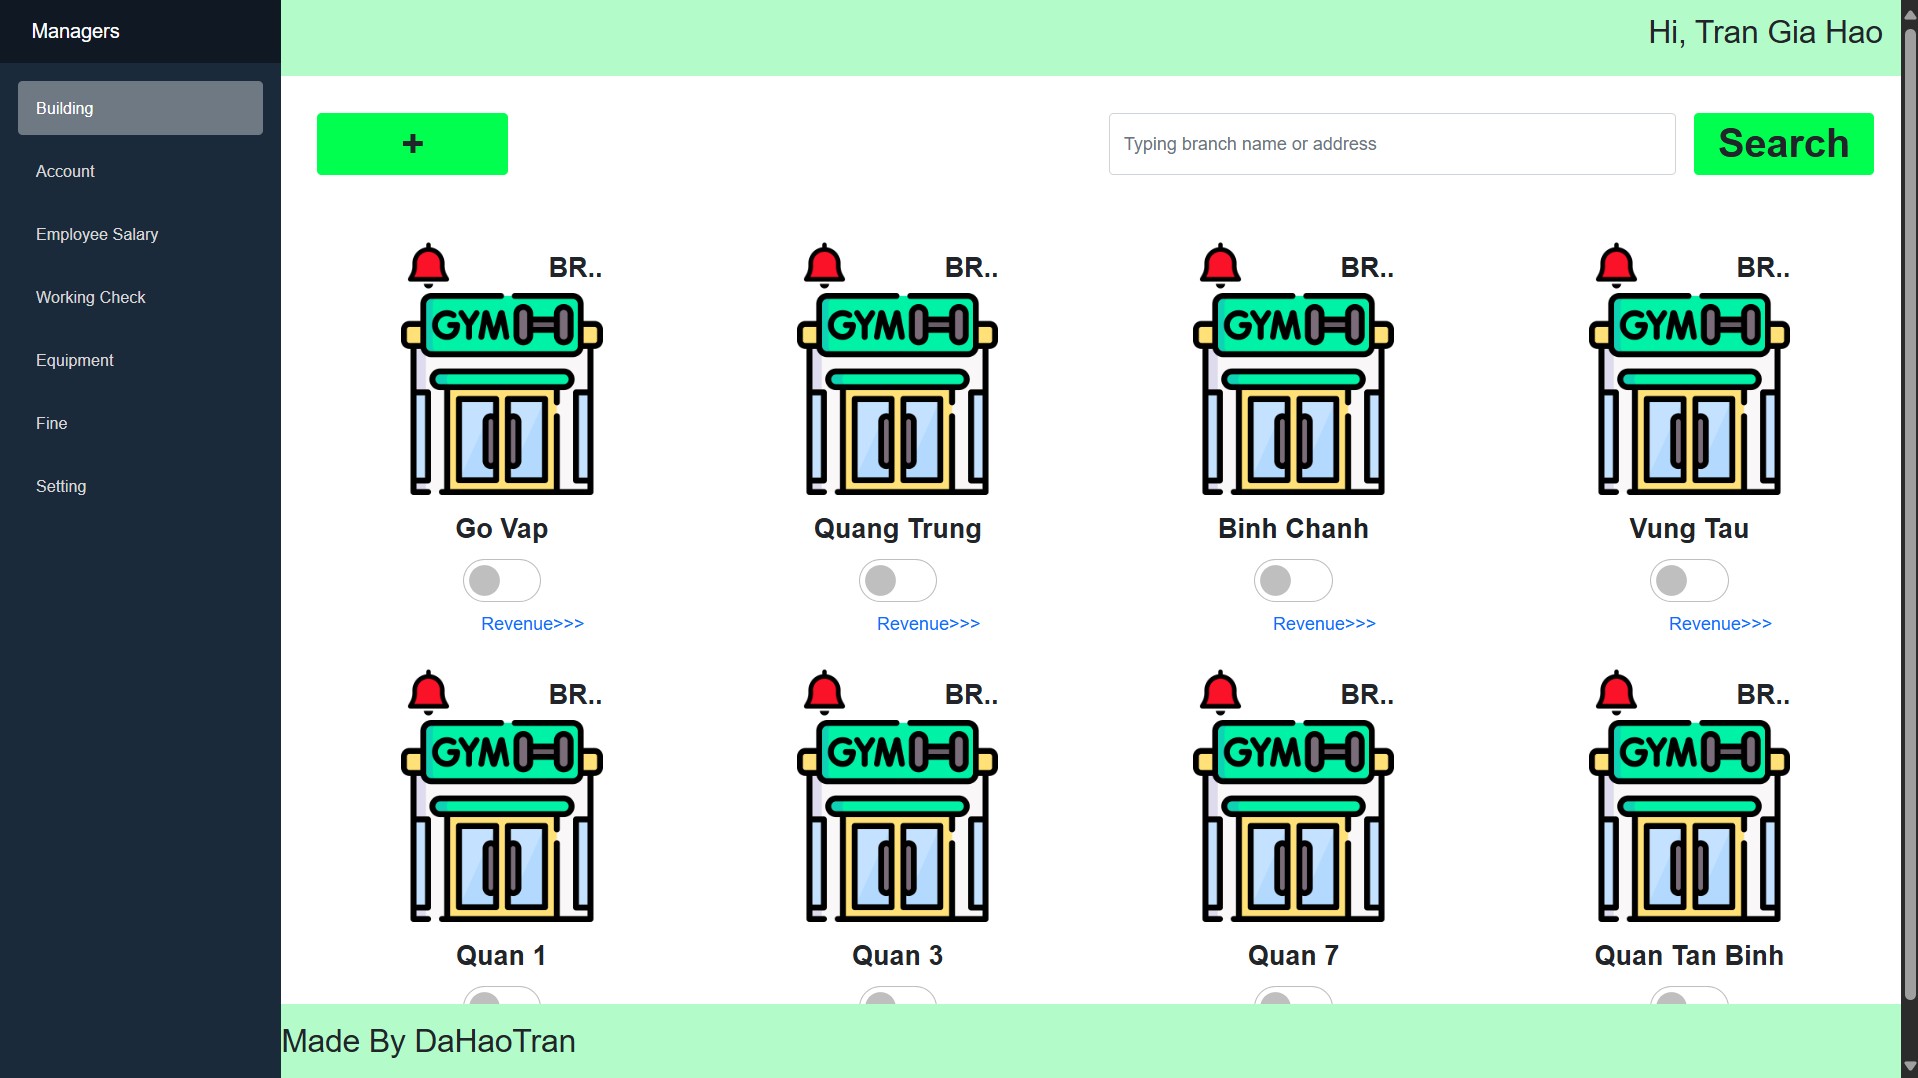 Managers
Hi, Tran Gia Hao
Building
Account
Employee Salary
Working Check
Equipment
Fine
Setting
+
Typing branch name or address
Search
BR..
BR..
BR..
BR..
GYM
GYM
GYM
GYM
Go Vap
Quang Trung
Binh Chanh
Vung Tau
Revenue>>>
Revenue>>>
Revenue>>>
Revenue>>>
BR..
BR..
BR..
BR..
GYM
GYM
GYM
GYM
Quan 1
Quan 3
Quan 7
Quan Tan Binh
Made By DaHaoTran